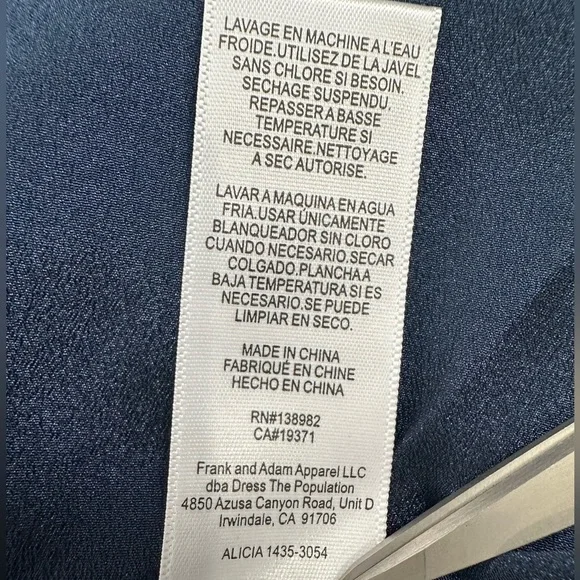 LAVAGE EN MACHINE A L'EAU
FROIDE.UTILISEZ DE LA JAVEL
SANS CHLORE SI BESOIN.
SECHAGE SUSPENDU.
REPASSER A BASSE
TEMPERATURE SI
NECESSAIRE.NETTOYAGE
A SEC AUTORISE.
LAVAR A MAQUINA EN AGUA
FRIA.USAR ÚNICAMENTE
BLANQUEADOR SIN CLORO
CUANDO NECESARIO.SECAR
COLGADO.PLANCHA A
BAJA TEMPERATURA SI ES
NECESARIO.SE PUEDE
LIMPIAR EN SECO.
MADE IN CHINA
FABRIQUÉ EN CHINE
HECHO EN CHINA
RN#138982
CA#19371
Frank and Adam Apparel LLC
dba Dress The Population
4850 Azusa Canyon Road, Unit D
Irwindale, CA 91706
ALICIA 1435-3054